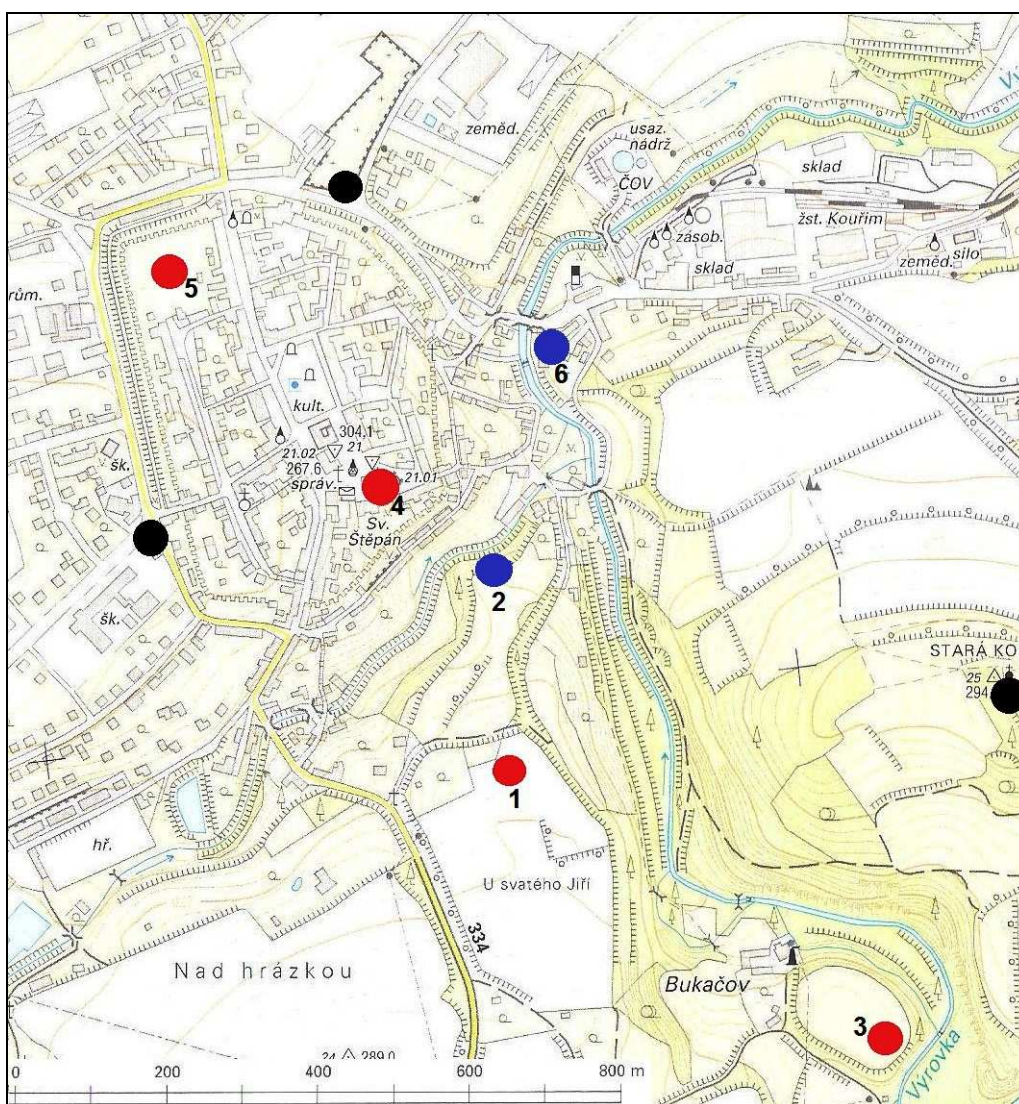 usaz.
nádrž
zeměd.
ČOV
sklad
žst. Kouřim
zásob.
sklad
silo
zeměd.
5
rům.
6
kult.
304,1
21
21.02
267.6
21.01
správ.
šk.
4
Sv.
Štěpán
2
šk.
STARÁ KO
25
294
1
hř.
U svatého Jiří
334
Nad hrázkou
Bukačov
3
Výrovka
24 289.0
0 200 400 600 800 m